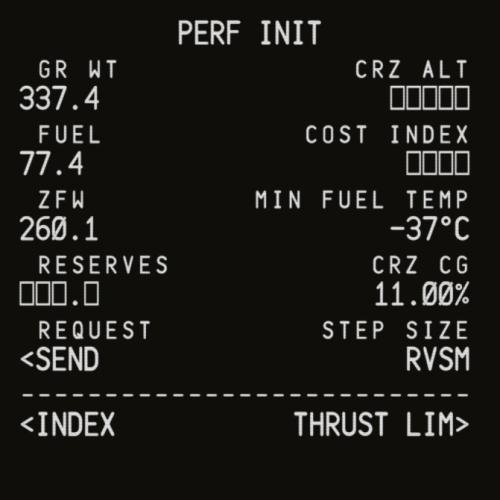 PERF INIT
GR WT CRZ ALT
337.4 □□□□□
FUEL COST INDEX
77.4 □□□□
ZFW MIN FUEL TEMP
260.1 -37°C
RESERVES CRZ CG
□□□.□ 11.00%
REQUEST STEP SIZE
<SEND RVSM
----------------------------
<INDEX THRUST LIM>